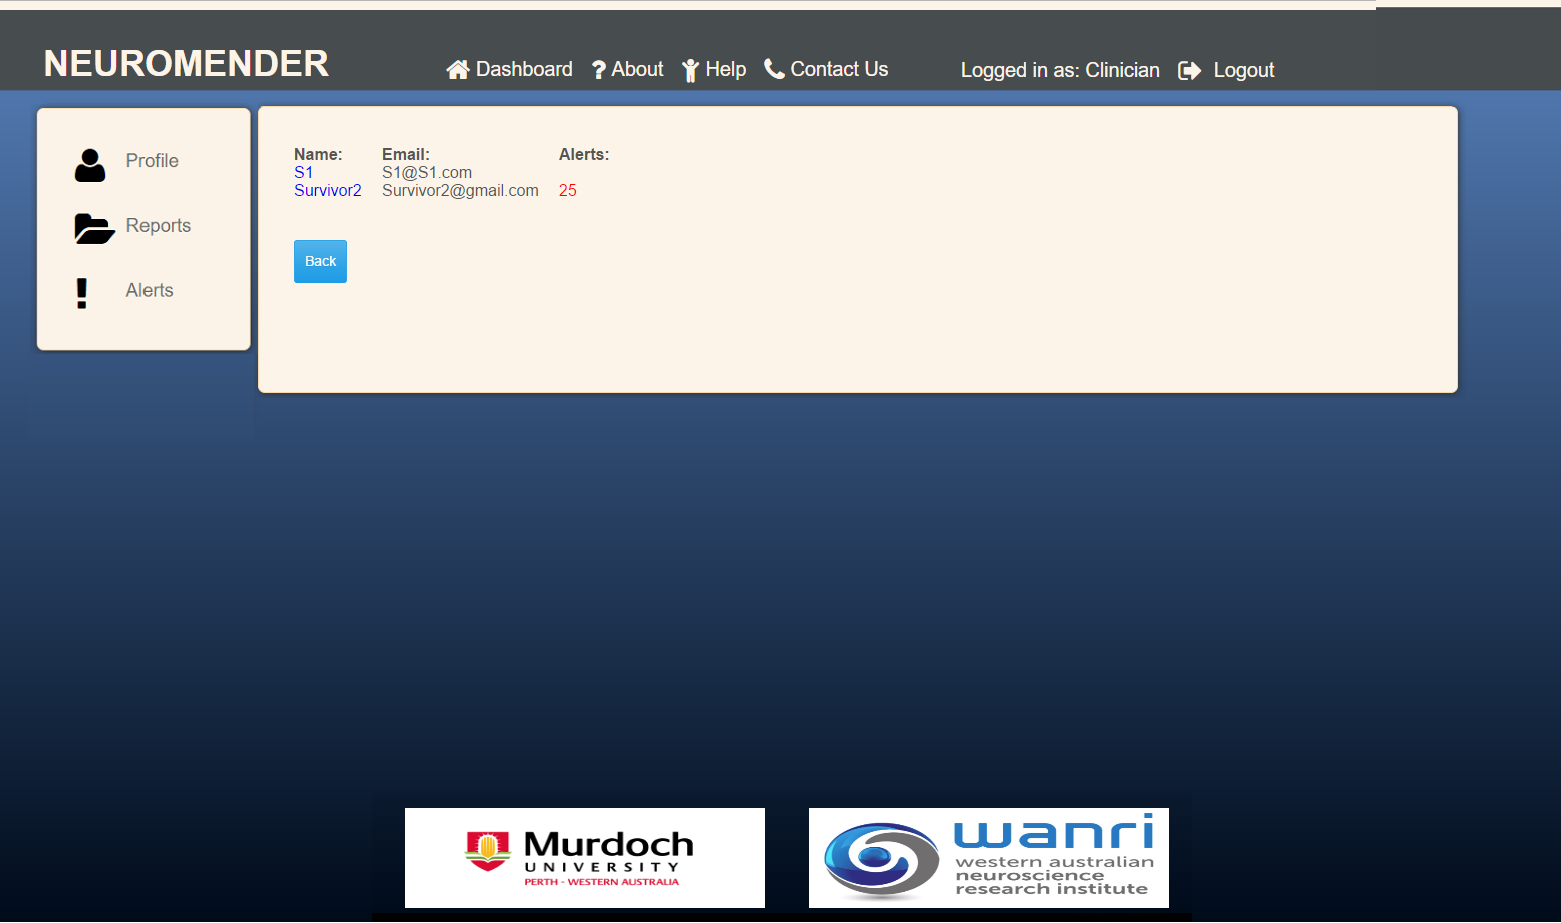 NEUROMENDER
Dashboard About Help Contact Us Logged in as: Clinician Logout
Profile
Reports
Alerts
Name: Email: Alerts:
S1 S1@S1.com
Survivor2 Survivor2@gmail.com 25
Back
Murdoch
UNIVERSITY
PERTH - WESTERN AUSTRALIA
wanri
western australian
neuroscience
research institute